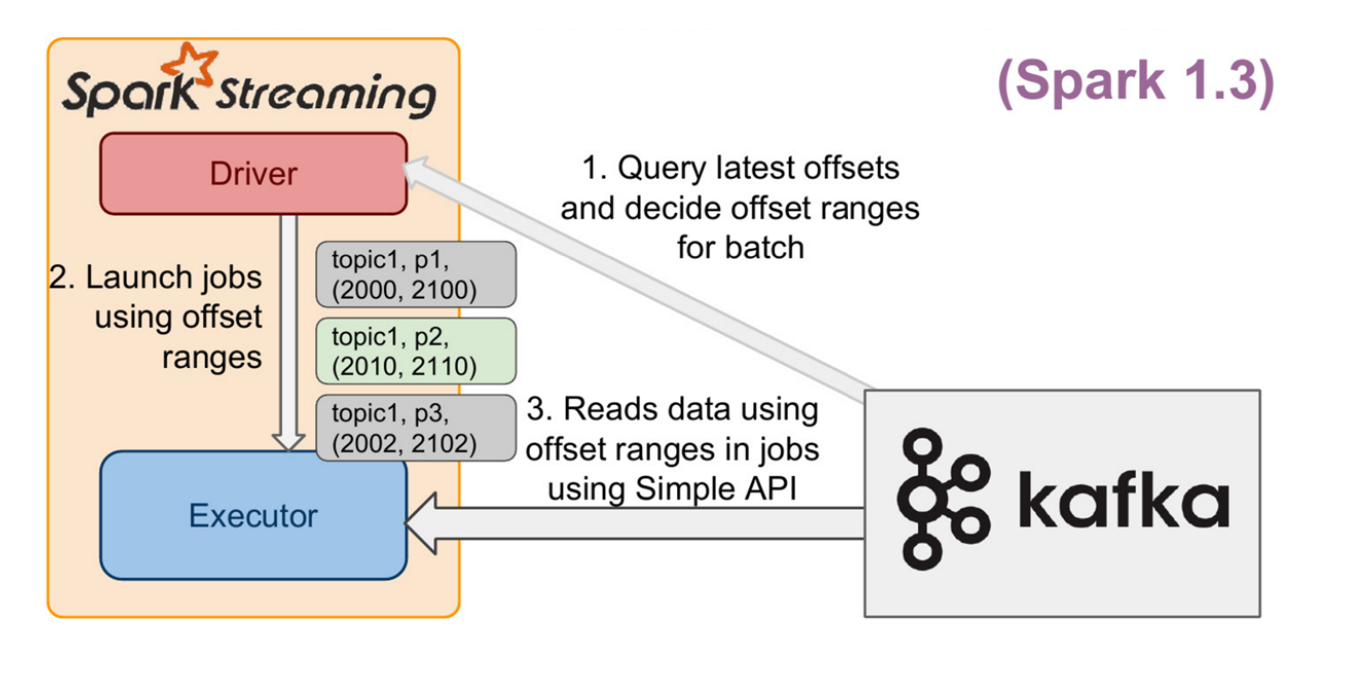 Spark Streaming
(Spark 1.3)
Driver
1. Query latest offsets
and decide offset ranges
for batch
2. Launch jobs
using offset
ranges
topic1, p1,
(2000, 2100)
topic1, p2,
(2010, 2110)
topic1, p3,
(2002, 2102)
3. Reads data using
offset ranges in jobs
using Simple API
Executor
kafka